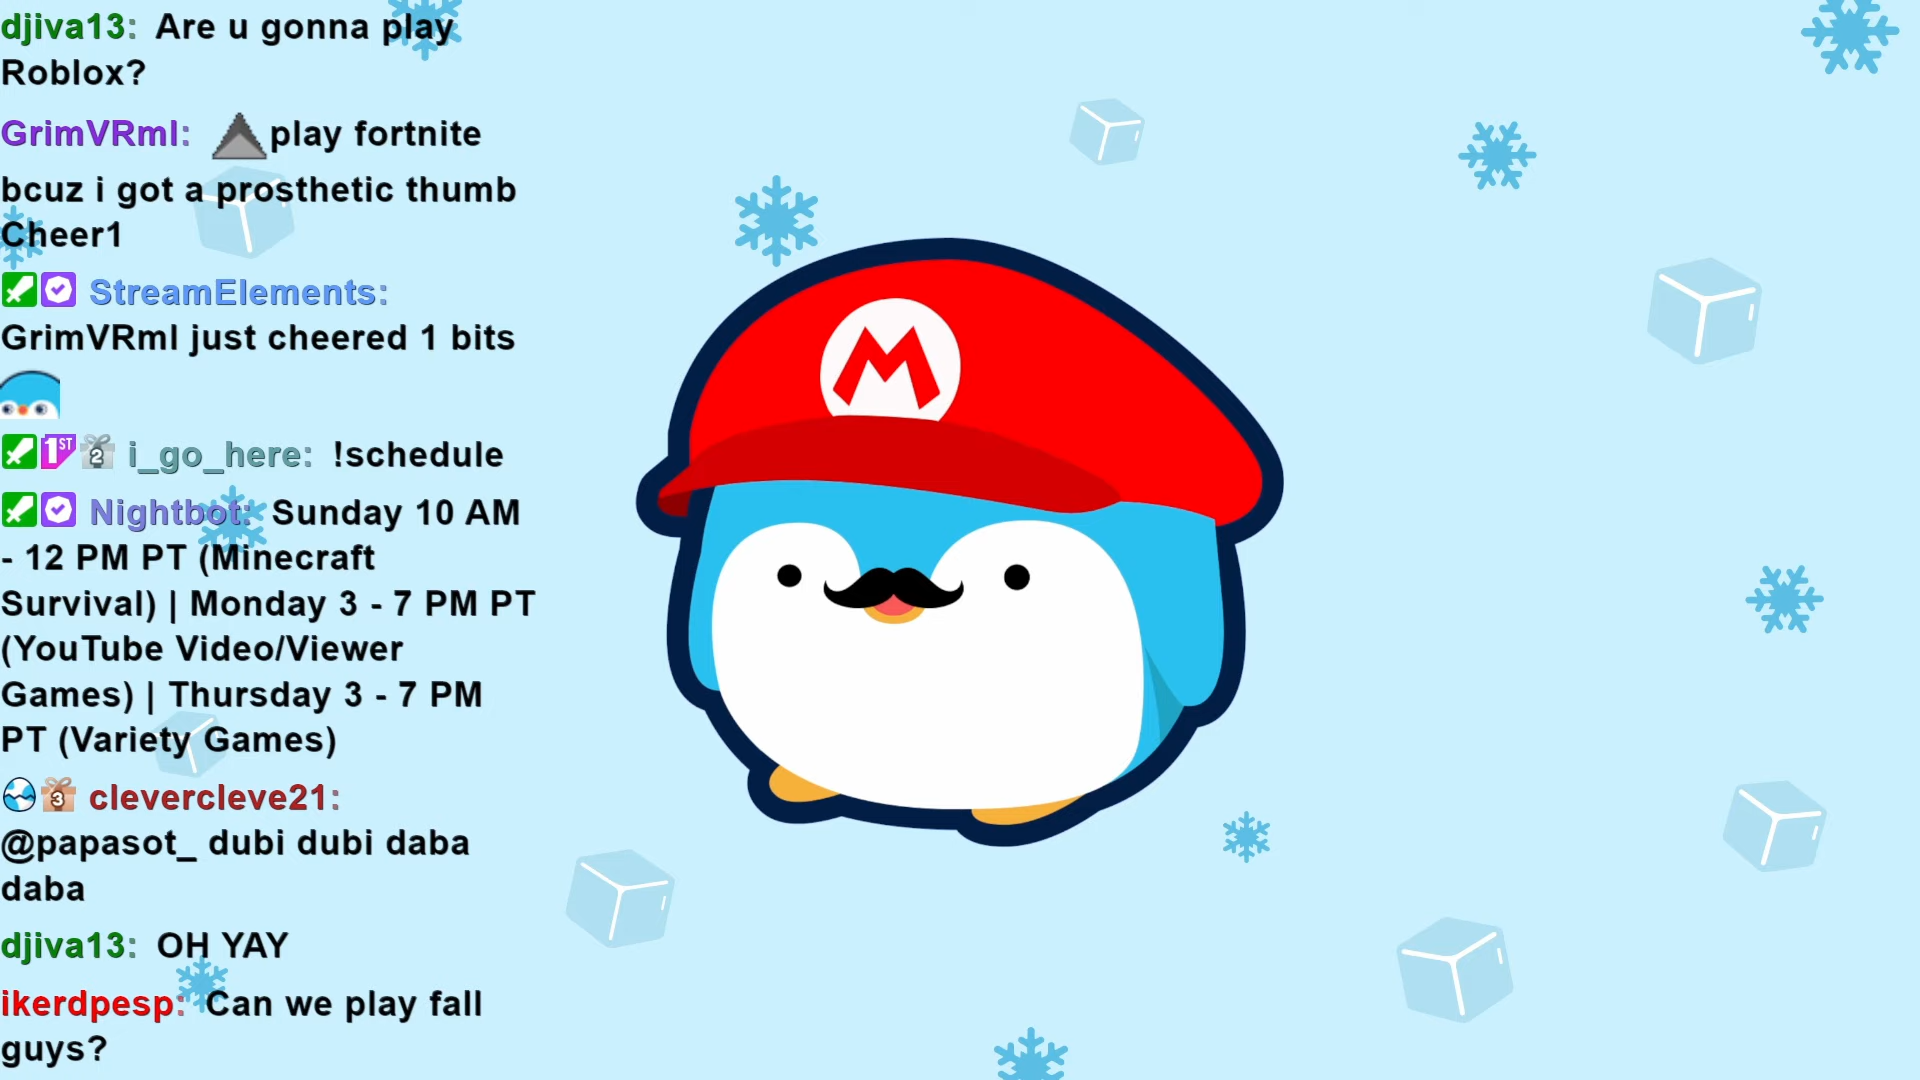 djiva13: Are u gonna play
Roblox?
GrimVRml: play fortnite
bcuz i got a prosthetic thumb
Cheer1
StreamElements:
GrimVRml just cheered 1 bits
1ST 2 i_go_here: !schedule
Nightbot: Sunday 10 AM
- 12 PM PT (Minecraft
Survival) | Monday 3 - 7 PM PT
(YouTube Video/Viewer
Games) | Thursday 3 - 7 PM
PT (Variety Games)
3 clevercleve21:
@papasot_ dubi dubi daba
daba
djiva13: OH YAY
ikerdpesp: Can we play fall
guys?
M